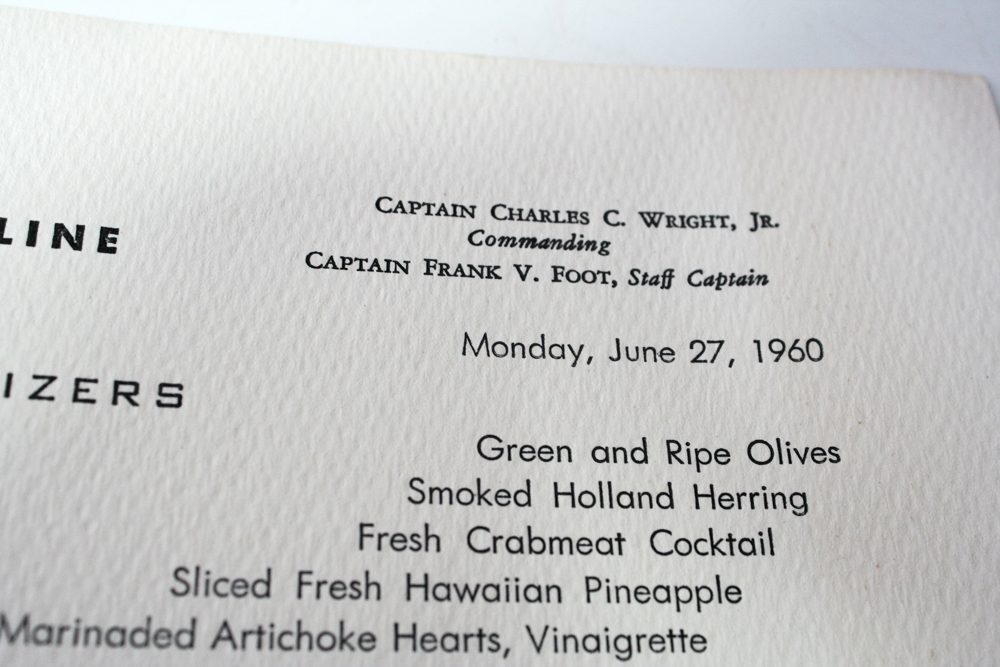 CAPTAIN CHARLES C. WRIGHT, JR.
LINE
Commanding
CAPTAIN FRANK V. FOOT, Staff Captain
Monday, June 27, 1960
IZERS
Green and Ripe Olives
Smoked Holland Herring
Fresh Crabmeat Cocktail
Sliced Fresh Hawaiian Pineapple
Marinaded Artichoke Hearts, Vinaigrette